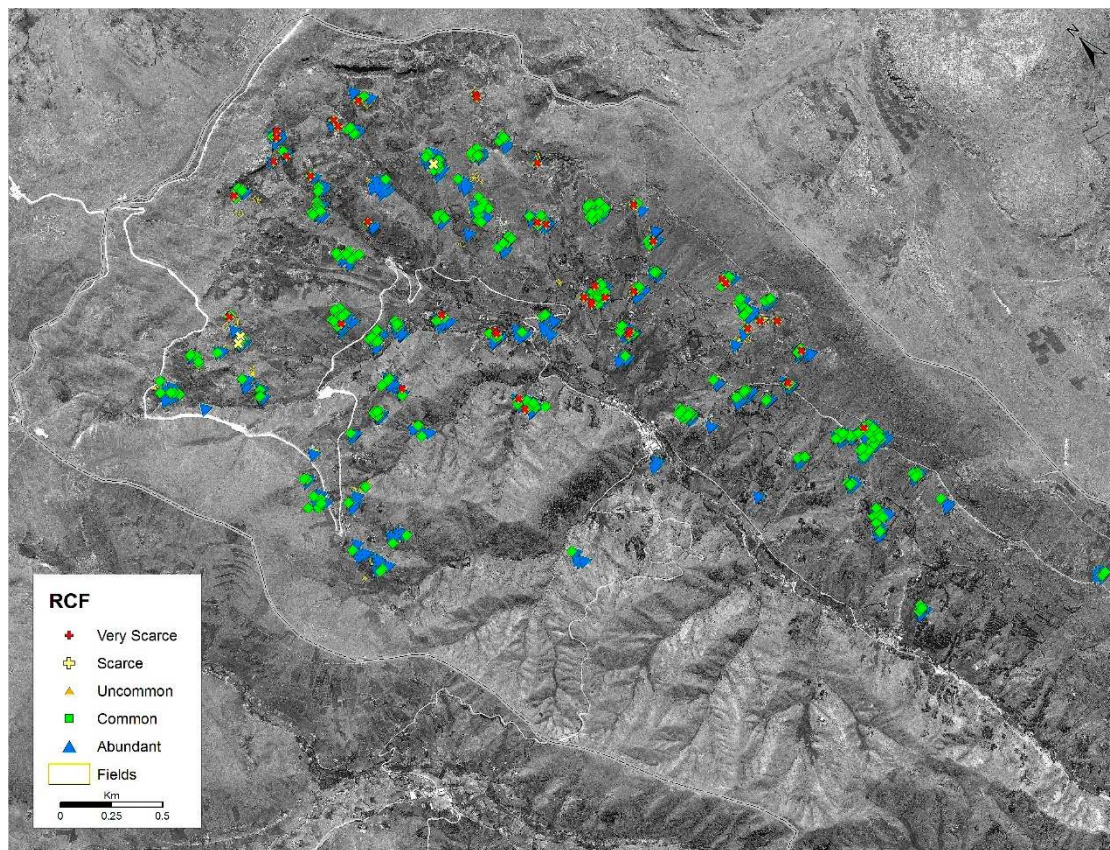 N
RCF
Very Scarce
Scarce
Uncommon
Common
Abundant
Fields
Km
0 0.25 0.5